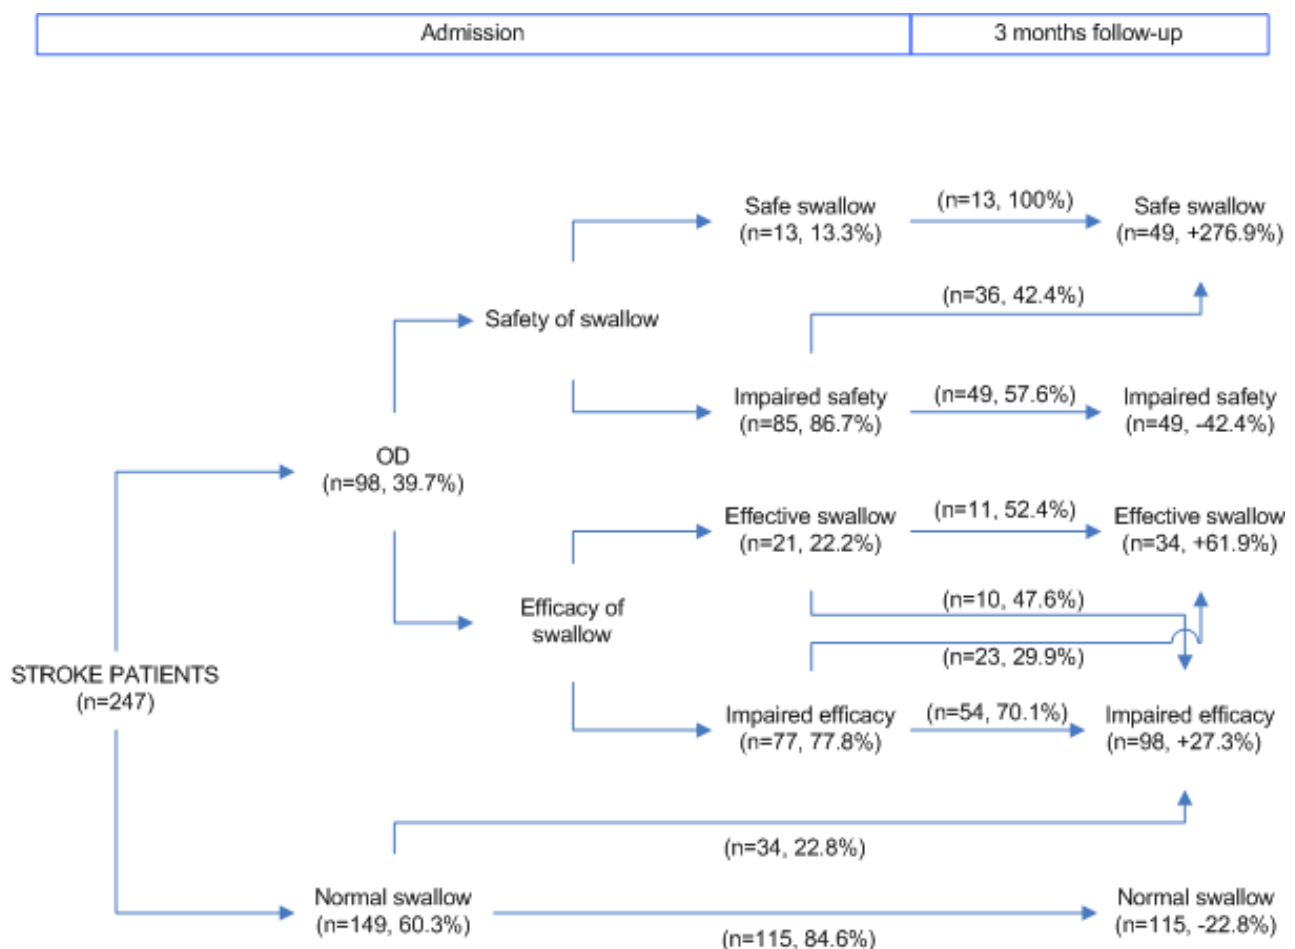 Admission
3 months follow-up
Safe swallow
(n=13, 13.3%)
(n=13, 100%)
Safe swallow
(n=49, +276.9%)
(n=36, 42.4%)
Safety of swallow
Impaired safety
(n=85, 86.7%)
(n=49, 57.6%)
Impaired safety
(n=49, -42.4%)
OD
(n=98, 39.7%)
Effective swallow
(n=21, 22.2%)
(n=11, 52.4%)
Effective swallow
(n=34, +61.9%)
(n=10, 47.6%)
Efficacy of
swallow
(n=23, 29.9%)
STROKE PATIENTS
(n=247)
Impaired efficacy
(n=77, 77.8%)
(n=54, 70.1%)
Impaired efficacy
(n=98, +27.3%)
(n=34, 22.8%)
Normal swallow
(n=149, 60.3%)
(n=115, 84.6%)
Normal swallow
(n=115, -22.8%)